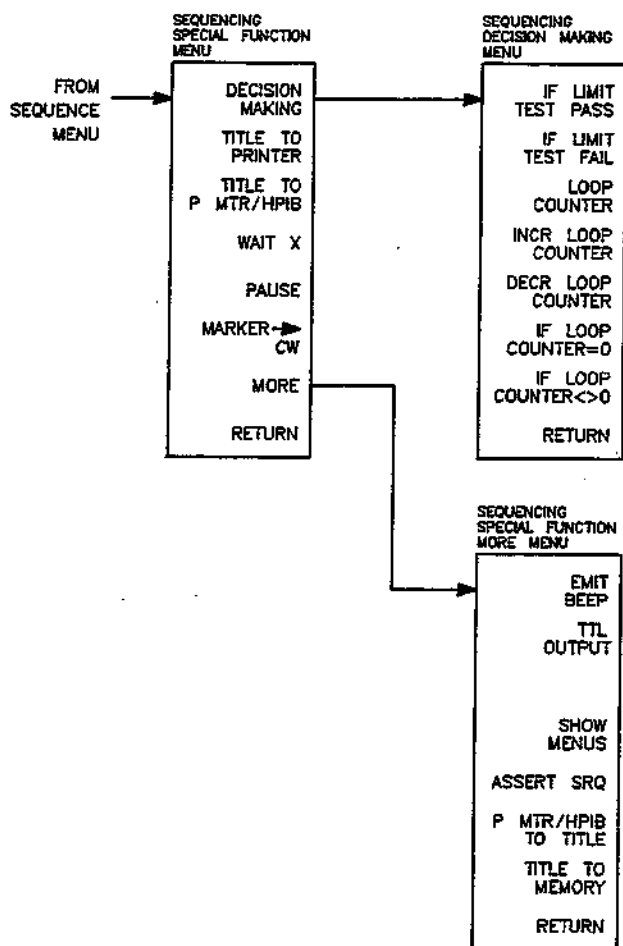 SEQUENCING
SPECIAL FUNCTION
MENU
FROM
SEQUENCE
MENU
DECISION
MAKING
TITLE TO
PRINTER
TITLE TO
P MTR/HPIB
WAIT X
PAUSE
MARKER→
CW
MORE
RETURN
SEQUENCING
DECISION MAKING
MENU
IF LIMIT
TEST PASS
IF LIMIT
TEST FAIL
LOOP
COUNTER
INCR LOOP
COUNTER
DECR LOOP
COUNTER
IF LOOP
COUNTER=0
IF LOOP
COUNTER<>0
RETURN
SEQUENCING
SPECIAL FUNCTION
MORE MENU
EMIT
BEEP
TTL
OUTPUT
SHOW
MENUS
ASSERT SRQ
P MTR/HPIB
TO TITLE
TITLE TO
MEMORY
RETURN